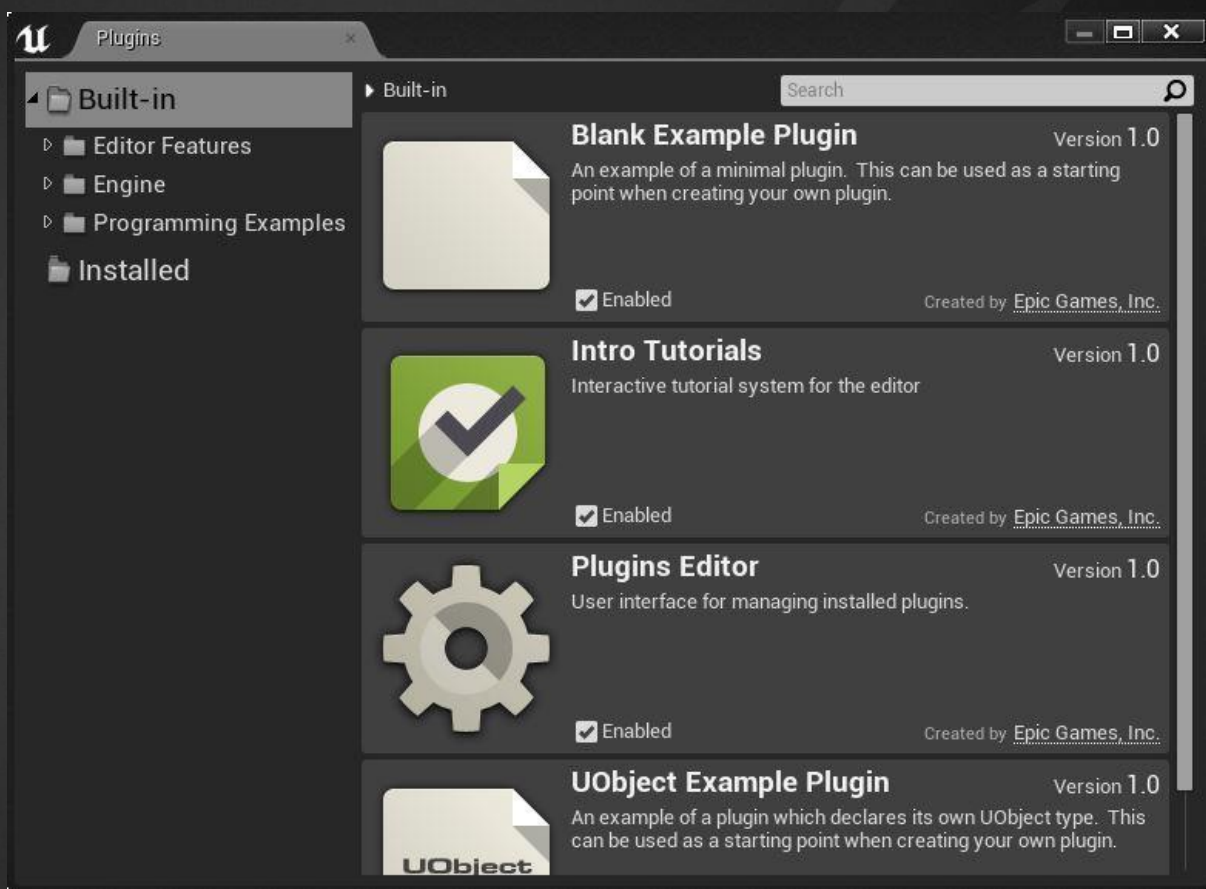 Plugins
Built-in
Editor Features
Engine
Programming Examples
Installed
Built-in
Search
Blank Example Plugin
Version 1.0
An example of a minimal plugin. This can be used as a starting
point when creating your own plugin.
Enabled
Created by Epic Games, Inc.
Intro Tutorials
Version 1.0
Interactive tutorial system for the editor
Enabled
Created by Epic Games, Inc.
Plugins Editor
Version 1.0
User interface for managing installed plugins.
Enabled
Created by Epic Games, Inc.
UObject Example Plugin
Version 1.0
An example of a plugin which declares its own UObject type. This
can be used as a starting point when creating your own plugin.
UObject